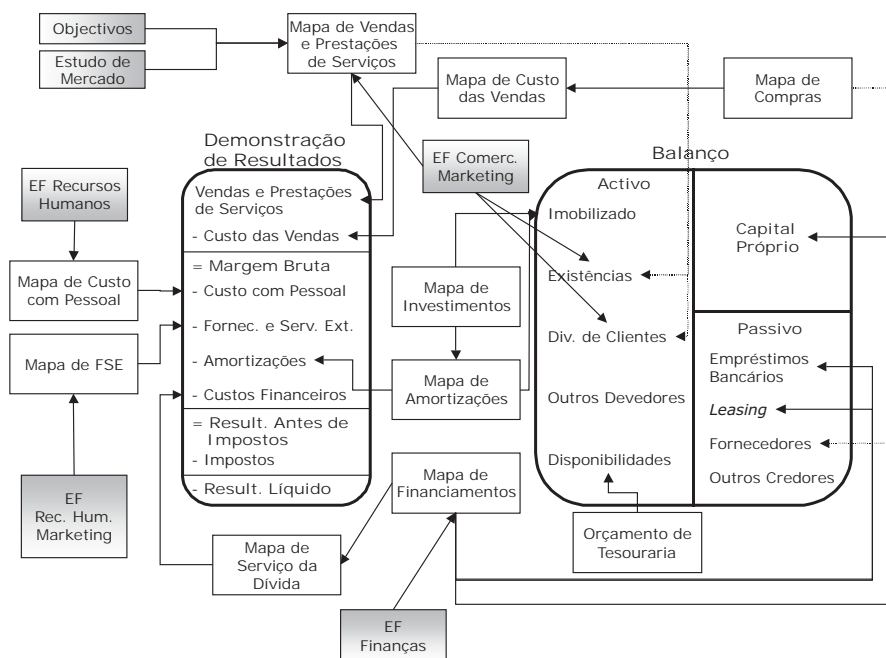 Objectivos
Estudo de
Mercado
Mapa de Vendas
e Prestações
de Serviços
Mapa de Custo
das Vendas
Mapa de
Compras
Demonstração
de Resultados
EF Comerc.
Marketing
Balanço
EF Recursos
Humanos
Vendas e Prestações
de Serviços
- Custo das Vendas
= Margem Bruta
- Custo com Pessoal
- Fornec. e Serv. Ext.
- Amortizações
- Custos Financeiros
= Result. Antes de
Impostos
- Impostos
- Result. Líquido
Mapa de Custo
com Pessoal
Mapa de FSE
EF
Rec. Hum.
Marketing
Mapa de
Investimentos
Mapa de
Amortizações
Mapa de
Financiamentos
Mapa de
Serviço da
Dívida
EF
Finanças
Activo
Imobilizado
Existências
Div. de Clientes
Outros Devedores
Disponibilidades
Orçamento de
Tesouraria
Capital
Próprio
Passivo
Empréstimos
Bancários
Leasing
Fornecedores
Outros Credores